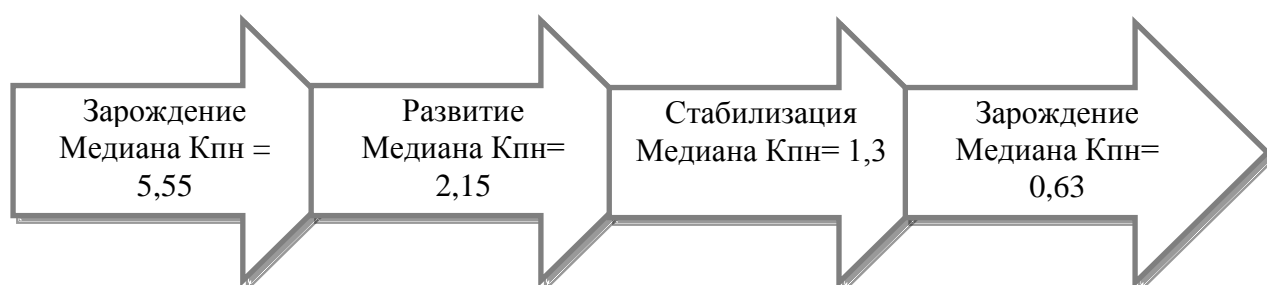 Зарождение
Медиана Кпн =
5,55
Развитие
Медиана Кпн=
2,15
Стабилизация
Медиана Кпн= 1,3
Зарождение
Медиана Кпн=
0,63